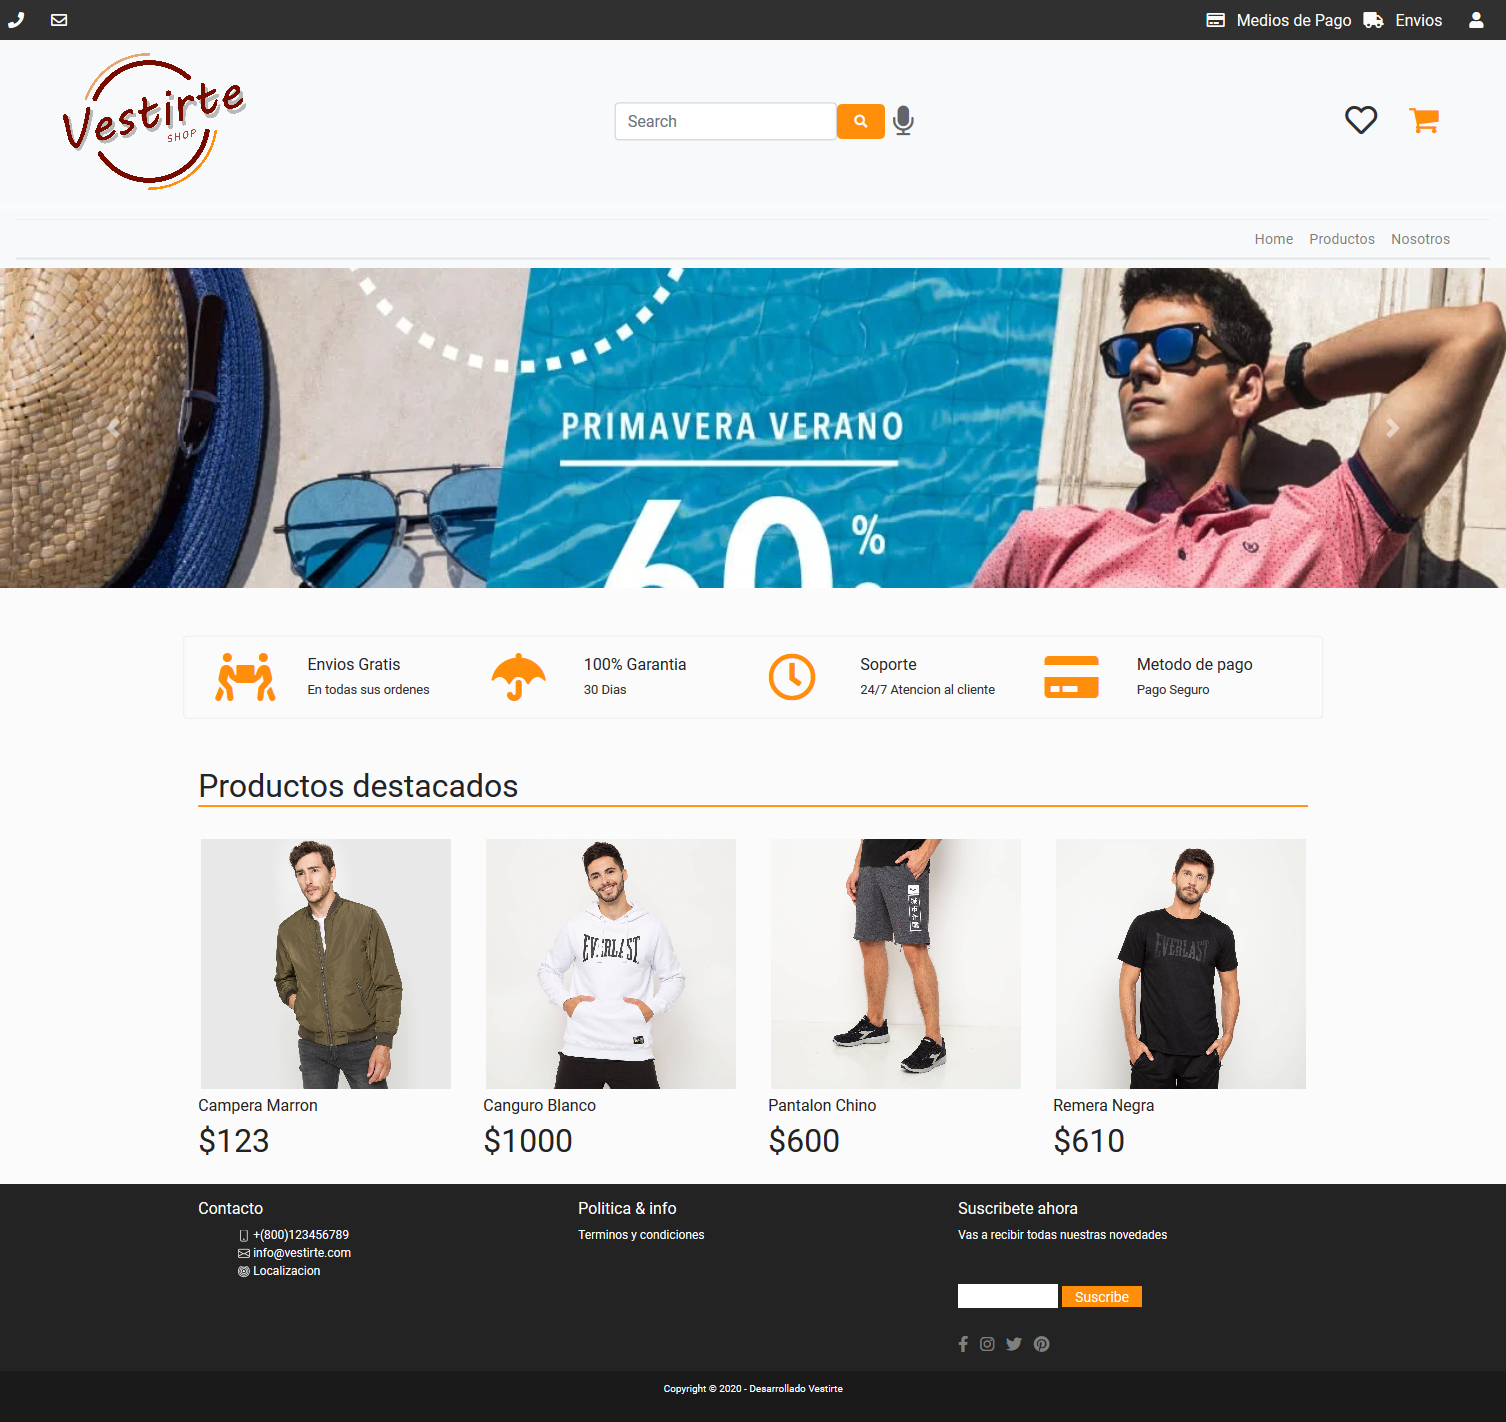 Medios de Pago
Envios
Vestirte
SHOP
Search
Home
Productos
Nosotros
PRIMAVERA VERANO
60%
Envios Gratis
En todas sus ordenes
100% Garantia
30 Dias
Soporte
24/7 Atencion al cliente
Metodo de pago
Pago Seguro
Productos destacados
EVERLAST
EVERLAST
Campera Marron
$123
Canguro Blanco
$1000
Pantalon Chino
$600
Remera Negra
$610
Contacto
+(800)123456789
info@vestirte.com
Localizacion
Politica & info
Terminos y condiciones
Suscribete ahora
Vas a recibir todas nuestras novedades
Suscribe
Copyright © 2020 - Desarrollado Vestirte